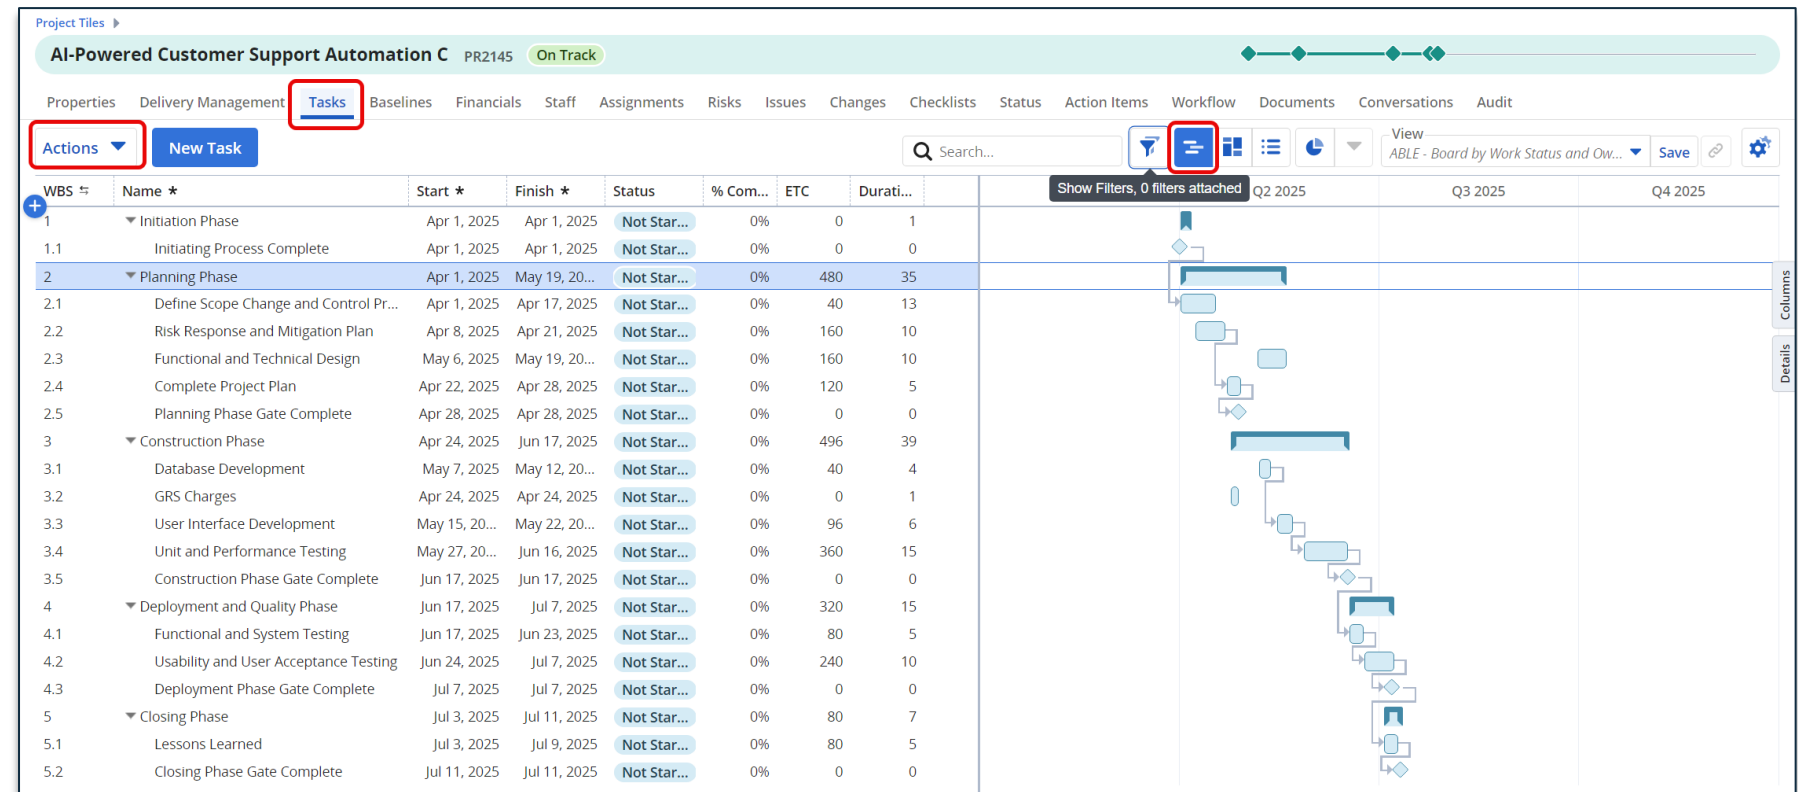 Project Tiles
AI-Powered Customer Support Automation C PR2145 On Track
Properties Delivery Management Tasks Baselines Financials Staff Assignments Risks Issues Changes Checklists Status Action Items Workflow Documents Conversations Audit
Actions New Task Search... View ABLE - Board by Work Status and Ow... Save
Show Filters, 0 filters attached
WBS Name * Start * Finish * Status % Com... ETC Durati... Q2 2025 Q3 2025 Q4 2025
1 Initiation Phase Apr 1, 2025 Apr 1, 2025 Not Star... 0% 0 1
1.1 Initiating Process Complete Apr 1, 2025 Apr 1, 2025 Not Star... 0% 0 0
2 Planning Phase Apr 1, 2025 May 19, 20... Not Star... 0% 480 35
2.1 Define Scope Change and Control Pr... Apr 1, 2025 Apr 17, 2025 Not Star... 0% 40 13
2.2 Risk Response and Mitigation Plan Apr 8, 2025 Apr 21, 2025 Not Star... 0% 160 10
2.3 Functional and Technical Design May 6, 2025 May 19, 20... Not Star... 0% 160 10
2.4 Complete Project Plan Apr 22, 2025 Apr 28, 2025 Not Star... 0% 120 5
2.5 Planning Phase Gate Complete Apr 28, 2025 Apr 28, 2025 Not Star... 0% 0 0
3 Construction Phase Apr 24, 2025 Jun 17, 2025 Not Star... 0% 496 39
3.1 Database Development May 7, 2025 May 12, 20... Not Star... 0% 40 4
3.2 GRS Charges Apr 24, 2025 Apr 24, 2025 Not Star... 0% 0 1
3.3 User Interface Development May 15, 20... May 22, 20... Not Star... 0% 96 6
3.4 Unit and Performance Testing May 27, 20... Jun 16, 2025 Not Star... 0% 360 15
3.5 Construction Phase Gate Complete Jun 17, 2025 Jun 17, 2025 Not Star... 0% 0 0
4 Deployment and Quality Phase Jun 17, 2025 Jul 7, 2025 Not Star... 0% 320 15
4.1 Functional and System Testing Jun 17, 2025 Jun 23, 2025 Not Star... 0% 80 5
4.2 Usability and User Acceptance Testing Jun 24, 2025 Jul 7, 2025 Not Star... 0% 240 10
4.3 Deployment Phase Gate Complete Jul 7, 2025 Jul 7, 2025 Not Star... 0% 0 0
5 Closing Phase Jul 3, 2025 Jul 11, 2025 Not Star... 0% 80 7
5.1 Lessons Learned Jul 3, 2025 Jul 9, 2025 Not Star... 0% 80 5
5.2 Closing Phase Gate Complete Jul 11, 2025 Jul 11, 2025 Not Star... 0% 0 0
Columns
Details